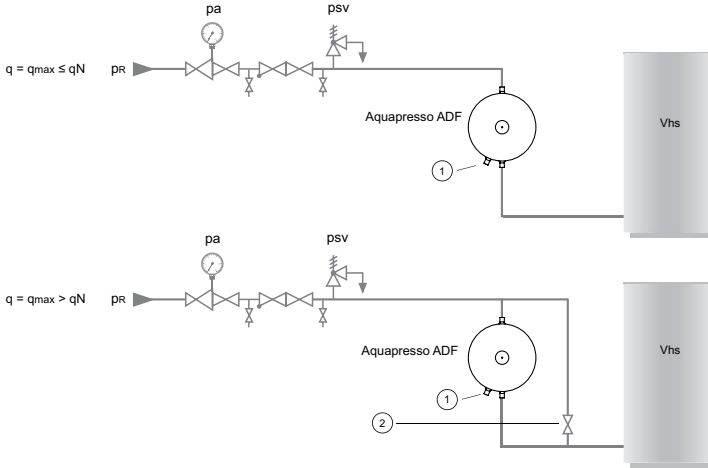 pa psv
q = qmax ≤ qN pR
Aquapresso ADF
Vhs
1
pa psv
q = qmax > qN pR
Aquapresso ADF
Vhs
1
2